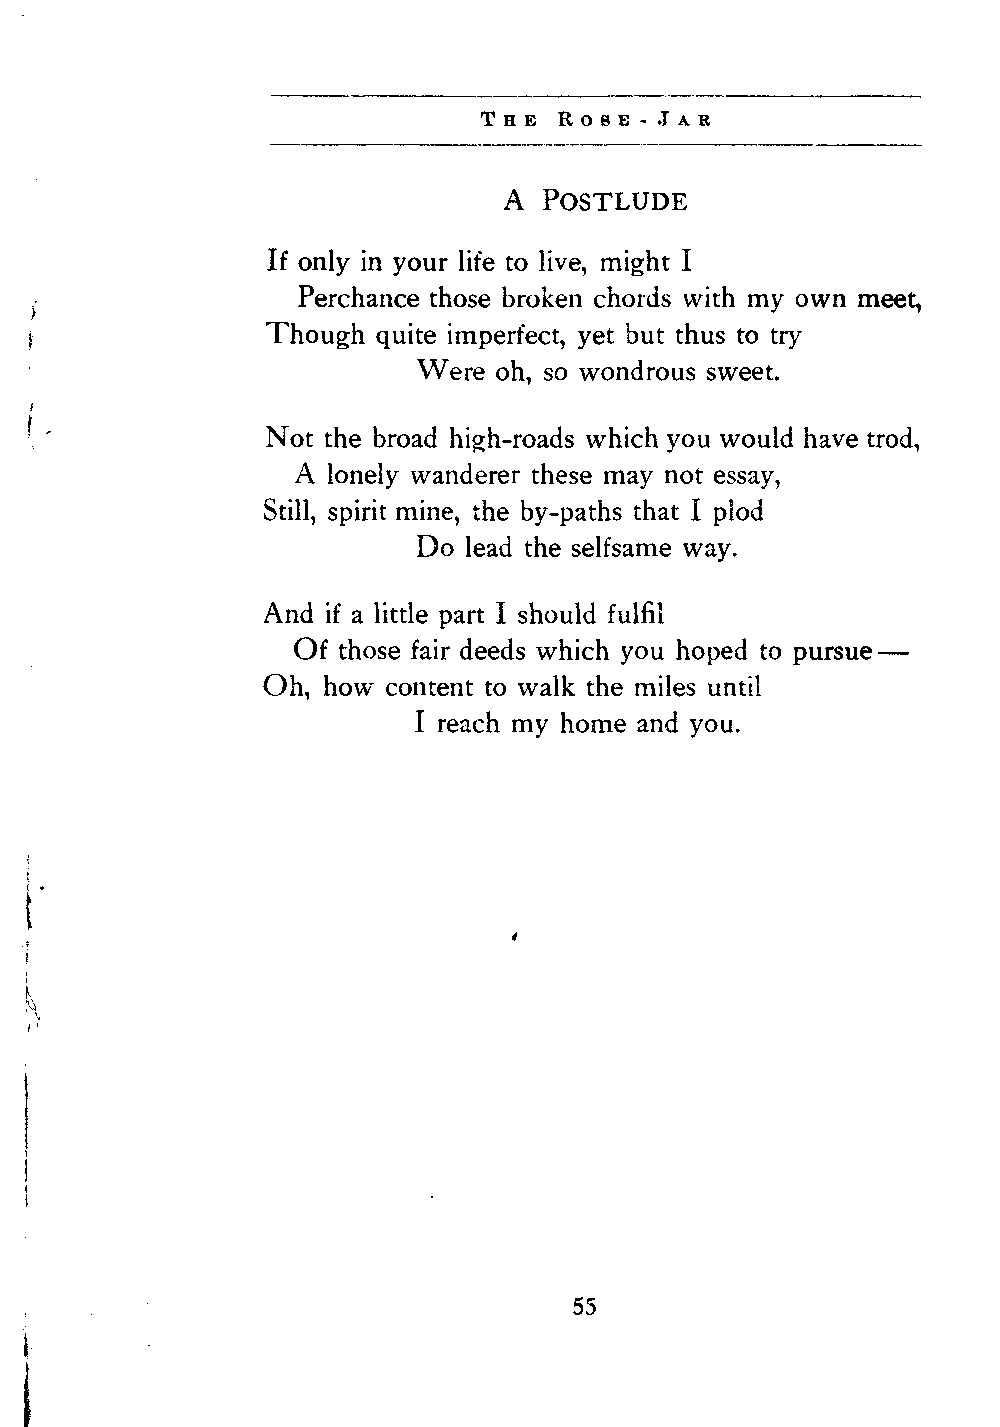 THE ROSE-JAR
A POSTLUDE
If only in your life to live, might I
Perchance those broken chords with my own meet,
Though quite imperfect, yet but thus to try
Were oh, so wondrous sweet.
Not the broad high-roads which you would have trod,
A lonely wanderer these may not essay,
Still, spirit mine, the by-paths that I plod
Do lead the selfsame way.
And if a little part I should fulfil
Of those fair deeds which you hoped to pursue—
Oh, how content to walk the miles until
I reach my home and you.
55